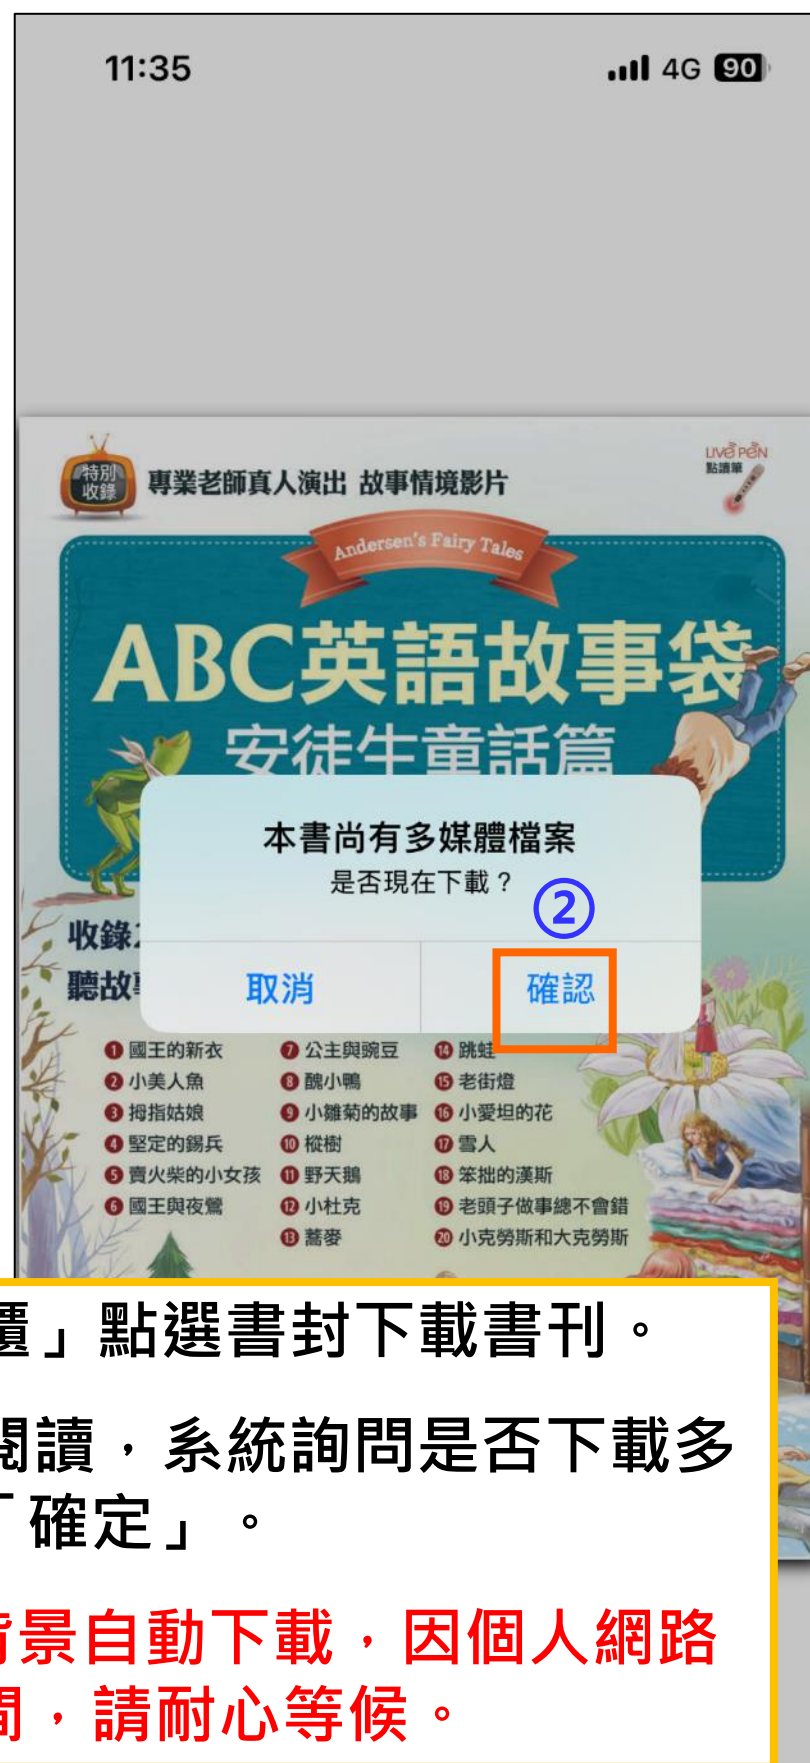 11:35
4G 90
特別
收錄
專業老師真人演出 故事情境影片
LIVE PEN
點讀筆
Andersen's Fairy Tales
ABC英語故事袋
安徒生童話篇
本書尚有多媒體檔案
是否現在下載？
②
收錄
聽故
取消
確認
❶ 國王的新衣
❷ 小美人魚
❸ 拇指姑娘
❹ 堅定的錫兵
❺ 賣火柴的小女孩
❻ 國王與夜鶯
❼ 公主與豌豆
❽ 醜小鴨
❾ 小雛菊的故事
❿ 樅樹
⓫ 野天鵝
⓬ 小杜克
⓭ 蕎麥
⓮ 跳蛙
⓯ 老街燈
⓰ 小愛坦的花
⓱ 雪人
⓲ 笨拙的漢斯
⓳ 老頭子做事總不會錯
⓴ 小克勞斯和大克勞斯
櫃」點選書封下載書刊。
閱讀，系統詢問是否下載多
「確定」。
背景自動下載，因個人網路
間，請耐心等候。